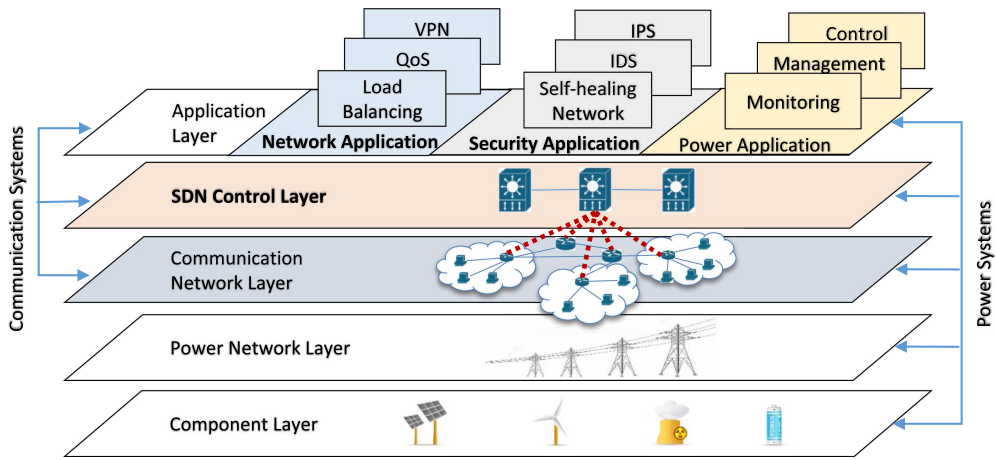 VPN
IPS
Control
QoS
IDS
Management
Load
Balancing
Self-healing
Network
Monitoring
Application
Layer
Network Application
Security Application
Power Application
Communication Systems
SDN Control Layer
Power Systems
Communication
Network Layer
Power Network Layer
Component Layer